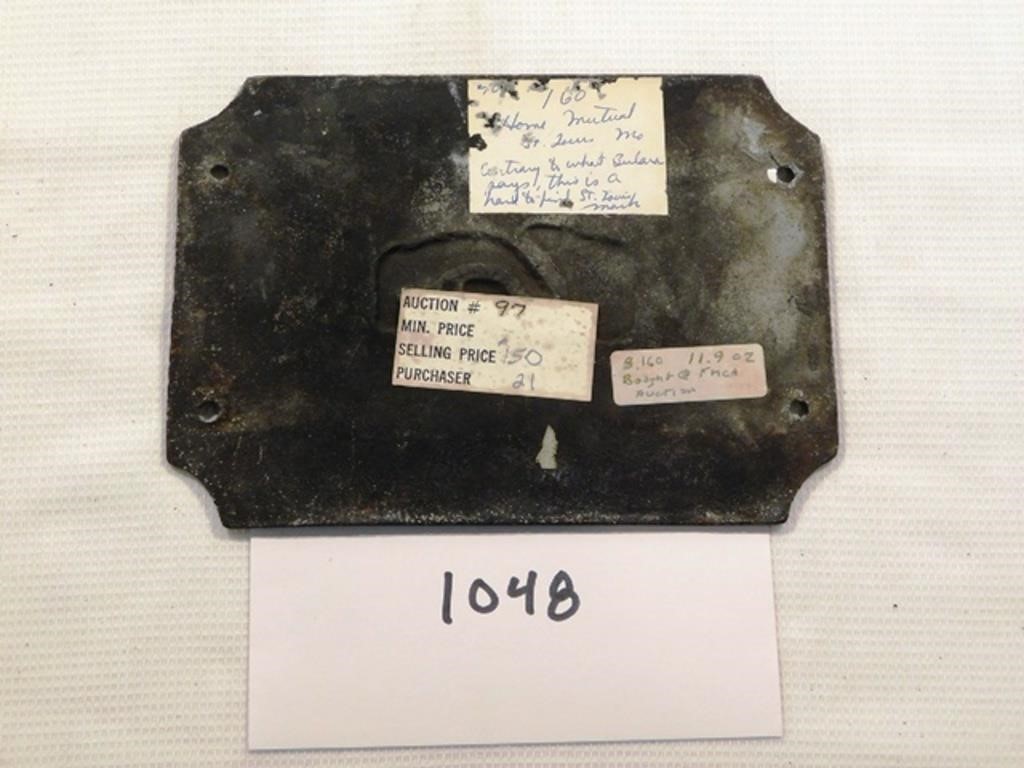 160
Home Mutual
St. Louis Mo
Contrary to what Bulau
says, this is a
hard to find St. Louis
mark
AUCTION # 97
MIN. PRICE
SELLING PRICE 150
PURCHASER 21
B.160 11.9 oz
Bought @ FMCA
Auction
1048